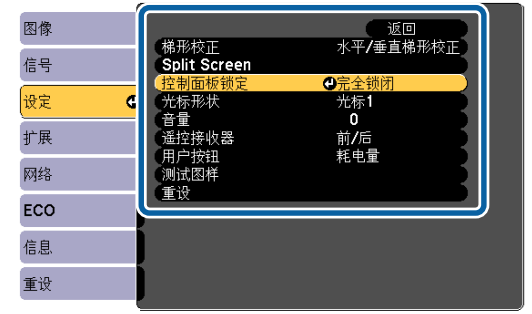 图像
信号
设定
扩展
网络
ECO
信息
重设
返回
梯形校正 水平/垂直梯形校正
Split Screen
控制面板锁定 完全锁闭
光标形状 光标1
音量 0
遥控接收器 前/后
用户按钮 耗电量
测试图样
重设